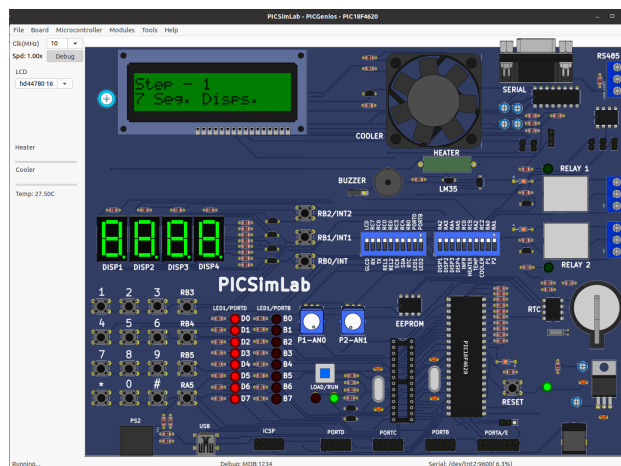 PICSimLab - PICGenios - PIC18F4620
File Board Microcontroller Modules Tools Help
Clk(MHz) 10
Spd: 1.00x Debug
LCD
hd44780 16
Heater
Cooler
Temp: 27.50C
Step - 1
7 Seg. Disps.
COOLER
SERIAL
RS485
HEATER
LM35
BUZZER
RELAY 1
RELAY 2
RB2/INT2
RB1/INT1
RB0/INT
DISP1 DISP2 DISP3 DISP4
PICSimLab
1 2 3 RB3
4 5 6 RB4
7 8 9 RB5
* 0 # RA5
LED1/PORTD LED1/PORTB
D0 B0
D1 B1
D2 B2
D3 B3
D4 B4
D5 B5
D6 B6
D7 B7
P1-AN0 P2-AN1
LOAD/RUN
EEPROM
PIC18F4620
RTC
RESET
PS2
USB
ICSP
PORTD
PORTC
PORTB
PORTA/E
Running...
Debug: MDB:1234
Serial: /dev/tnt2:9600( 6.3%)